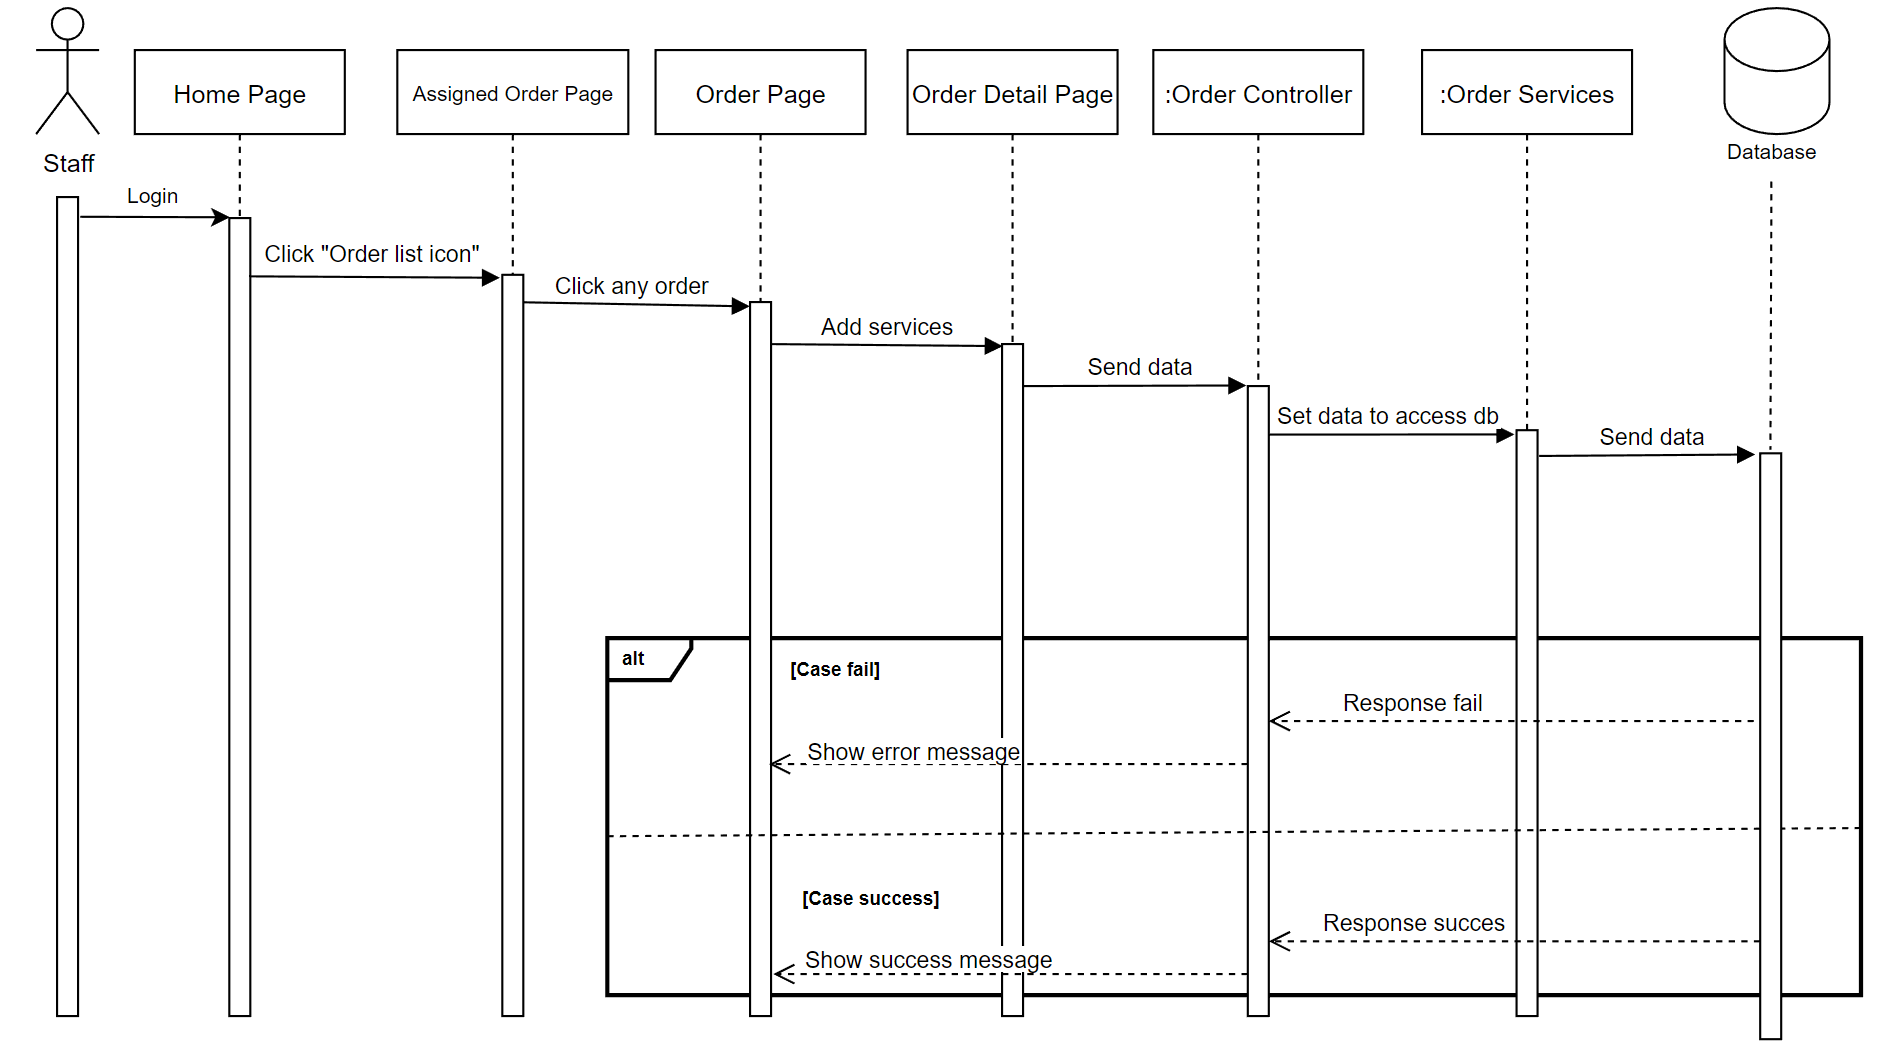 Home Page
Assigned Order Page
Order Page
Order Detail Page
:Order Controller
:Order Services
Database
Staff
Login
Click "Order list icon"
Click any order
Add services
Send data
Set data to access db
Send data
alt
[Case fail]
Response fail
Show error message
[Case success]
Response succes
Show success message